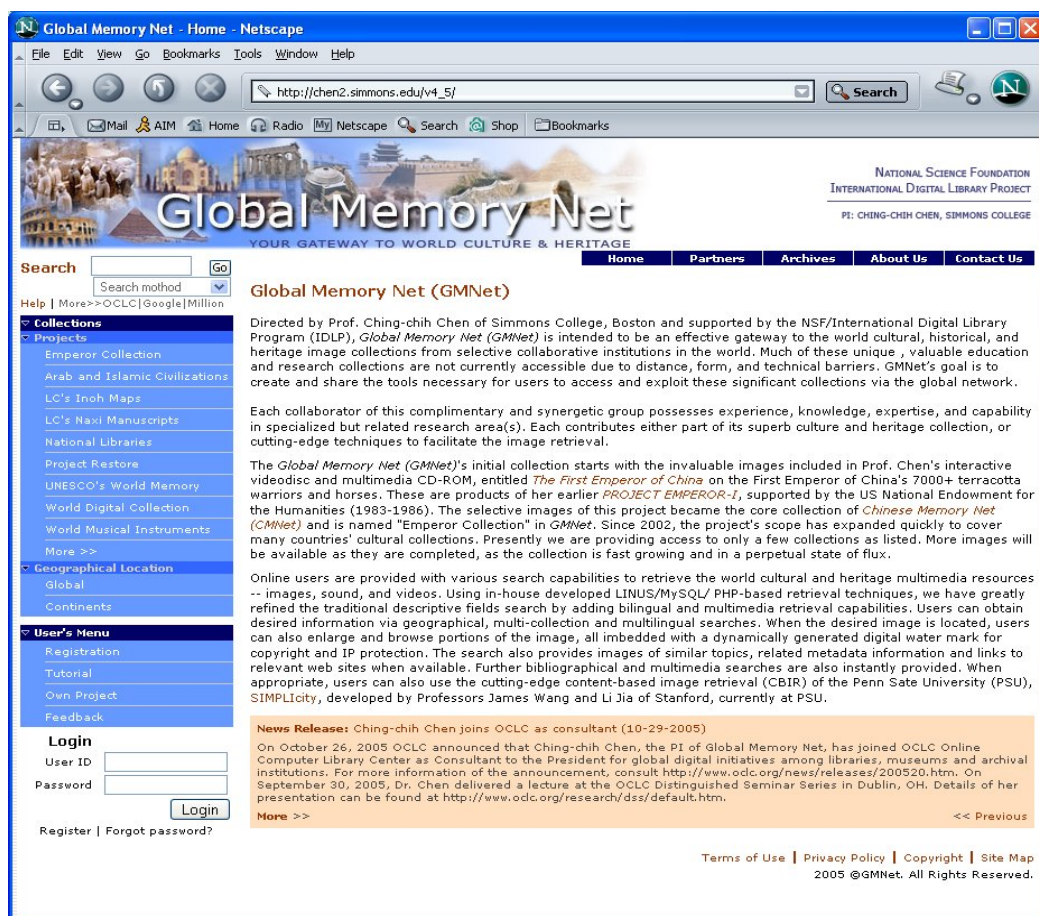 Global Memory Net - Home - Netscape
File Edit View Go Bookmarks Tools Window Help
http://chen2.simmons.edu/v4_5/
Search
N
Mail AIM Home Radio My Netscape Search Shop Bookmarks
Global Memory Net
YOUR GATEWAY TO WORLD CULTURE & HERITAGE
NATIONAL SCIENCE FOUNDATION
INTERNATIONAL DIGITAL LIBRARY PROJECT
PI: CHING-CHIH CHEN, SIMMONS COLLEGE
Home Partners Archives About Us Contact Us
Search Go
Search mothod
Help | More>>OCLC|Google|Million
Collections
Projects
Emperor Collection
Arab and Islamic Civilizations
LC's Inoh Maps
LC's Naxi Manuscripts
National Libraries
Project Restore
UNESCO's World Memory
World Digital Collection
World Musical Instruments
More >>
Geographical Location
Global
Continents
User's Menu
Registration
Tutorial
Own Project
Feedback
Login
User ID
Password
Login
Register | Forgot password?
Global Memory Net (GMNet)
Directed by Prof. Ching-chih Chen of Simmons College, Boston and supported by the NSF/International Digital Library
Program (IDLP), Global Memory Net (GMNet) is intended to be an effective gateway to the world cultural, historical, and
heritage image collections from selective collaborative institutions in the world. Much of these unique , valuable education
and research collections are not currently accessible due to distance, form, and technical barriers. GMNet's goal is to
create and share the tools necessary for users to access and exploit these significant collections via the global network.
Each collaborator of this complimentary and synergetic group possesses experience, knowledge, expertise, and capability
in specialized but related research area(s). Each contributes either part of its superb culture and heritage collection, or
cutting-edge techniques to facilitate the image retrieval.
The Global Memory Net (GMNet)'s initial collection starts with the invaluable images included in Prof. Chen's interactive
videodisc and multimedia CD-ROM, entitled The First Emperor of China on the First Emperor of China's 7000+ terracotta
warriors and horses. These are products of her earlier PROJECT EMPEROR-I, supported by the US National Endowment for
the Humanities (1983-1986). The selective images of this project became the core collection of Chinese Memory Net
(CMNet) and is named "Emperor Collection" in GMNet. Since 2002, the project's scope has expanded quickly to cover
many countries' cultural collections. Presently we are providing access to only a few collections as listed. More images will
be available as they are completed, as the collection is fast growing and in a perpetual state of flux.
Online users are provided with various search capabilities to retrieve the world cultural and heritage multimedia resources
-- images, sound, and videos. Using in-house developed LINUS/MySQL/ PHP-based retrieval techniques, we have greatly
refined the traditional descriptive fields search by adding bilingual and multimedia retrieval capabilities. Users can obtain
desired information via geographical, multi-collection and multilingual searches. When the desired image is located, users
can also enlarge and browse portions of the image, all imbedded with a dynamically generated digital water mark for
copyright and IP protection. The search also provides images of similar topics, related metadata information and links to
relevant web sites when available. Further bibliographical and multimedia searches are also instantly provided. When
appropriate, users can also use the cutting-edge content-based image retrieval (CBIR) of the Penn Sate University (PSU),
SIMPLIcity, developed by Professors James Wang and Li Jia of Stanford, currently at PSU.
News Release: Ching-chih Chen joins OCLC as consultant (10-29-2005)
On October 26, 2005 OCLC announced that Ching-chih Chen, the PI of Global Memory Net, has joined OCLC Online
Computer Library Center as Consultant to the President for global digital initiatives among libraries, museums and archival
institutions. For more information of the announcement, consult http://www.oclc.org/news/releases/200520.htm. On
September 30, 2005, Dr. Chen delivered a lecture at the OCLC Distinguished Seminar Series in Dublin, OH. Details of her
presentation can be found at http://www.oclc.org/research/dss/default.htm.
More >> << Previous
Terms of Use | Privacy Policy | Copyright | Site Map
2005 @GMNet. All Rights Reserved.